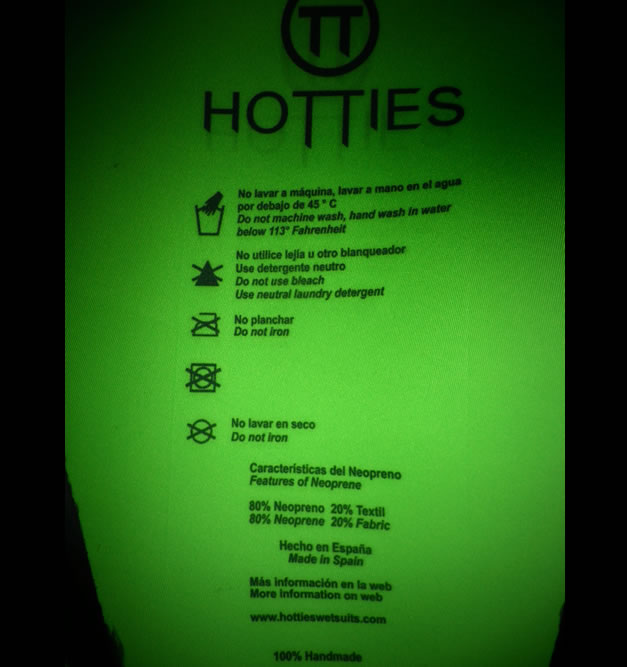 HOTTIES
No lavar a máquina, lavar a mano en el agua
por debajo de 45 ° C
Do not machine wash, hand wash in water
below 113° Fahrenheit
No utilice lejía u otro blanqueador
Use detergente neutro
Do not use bleach
Use neutral laundry detergent
No planchar
Do not iron
No lavar en seco
Do not iron
Características del Neopreno
Features of Neoprene
80% Neopreno 20% Textil
80% Neoprene 20% Fabric
Hecho en España
Made in Spain
Más información en la web
More information on web
www.hottieswetsuits.com
100% Handmade